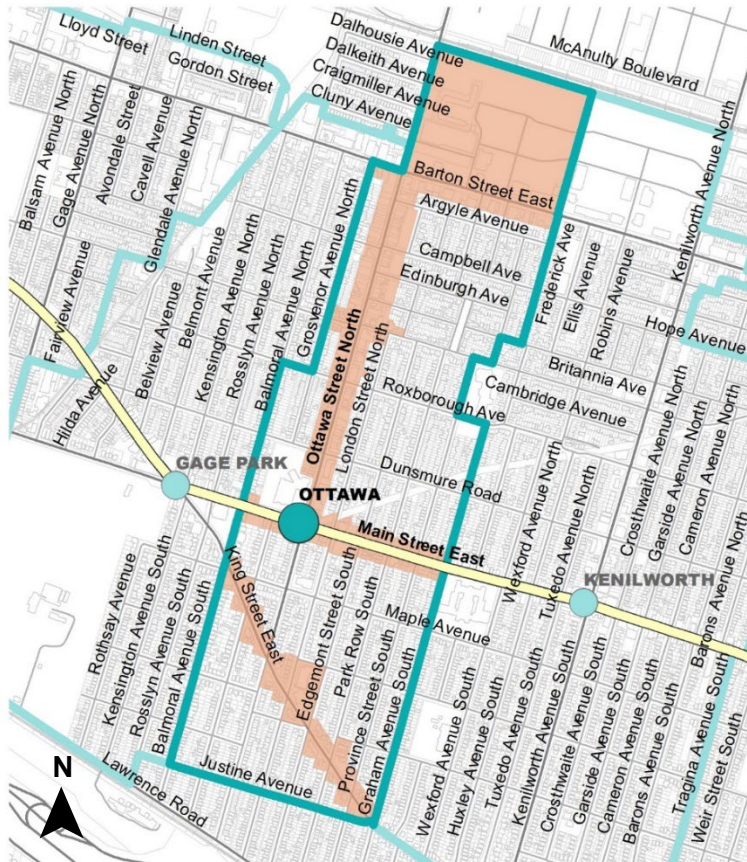 Dalhousie Avenue
Lloyd Street
Linden Street
Dalkeith Avenue
McAnulty Boulevard
Gordon Street
Craigmiller Avenue
Cluny Avenue
Balsam Avenue North
Gage Avenue North
Avondale Street
Cavell Avenue
Glendale Avenue North
Barton Street East
Argyle Avenue
Kenilworth Avenue North
Grosvenor Avenue North
Campbell Ave
Edinburgh Ave
Frederick Ave
Ellis Avenue
Robins Avenue
Hope Avenue
Fairview Avenue
Belview Avenue
Belmont Avenue
Kensington Avenue North
Rosslyn Avenue North
Balmoral Avenue North
Ottawa Street North
London Street North
Britannia Ave
Cambridge Avenue
Roxborough Ave
Hilda Avenue
GAGE PARK
Dunsmure Road
OTTAWA
Main Street East
Wexford Avenue North
Tuxedo Avenue North
Crosthwaite Avenue North
Garside Avenue North
Cameron Avenue North
Barons Avenue North
KENILWORTH
Rothsay Avenue
Kensington Avenue South
Rosslyn Avenue South
Balmoral Avenue South
King Street East
Edgemont Street South
Park Row South
Province Street South
Graham Avenue South
Maple Avenue
Justine Avenue
Lawrence Road
Wexford Avenue South
Huxley Avenue South
Tuxedo Avenue South
Kenilworth Avenue South
Crosthwaite Avenue South
Garside Avenue South
Cameron Avenue South
Barons Avenue South
Tragina Avenue South
Weir Street South
N